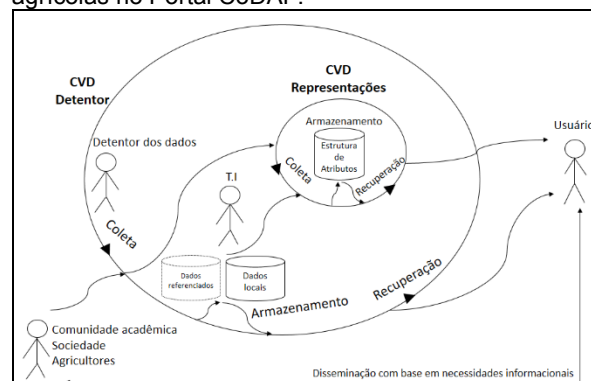 agrícolas no Portal CoDAF.
CVD
Detentor
CVD
Representações
Armazenamento
Estrutura
de
Atributos
Coleta
Recuperação
Usuário
Detentor dos dados
T.I
Coleta
Dados
referenciados
Dados
locais
Armazenamento
Recuperação
Comunidade acadêmica
Sociedade
Agricultores
Disseminação com base em necessidades informacionais